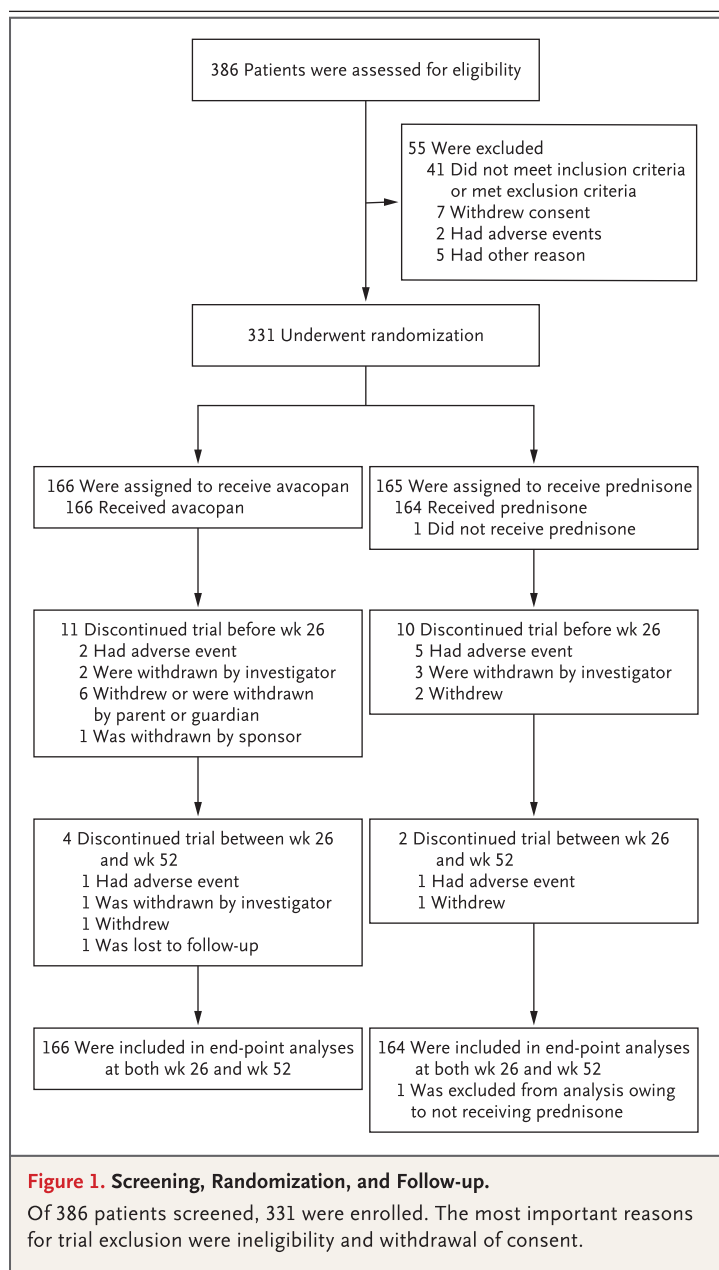 386 Patients were assessed for eligibility
55 Were excluded
41 Did not meet inclusion criteria
or met exclusion criteria
7 Withdrew consent
2 Had adverse events
5 Had other reason
331 Underwent randomization
166 Were assigned to receive avacopan
166 Received avacopan
165 Were assigned to receive prednisone
164 Received prednisone
1 Did not receive prednisone
11 Discontinued trial before wk 26
2 Had adverse event
2 Were withdrawn by investigator
6 Withdrew or were withdrawn
by parent or guardian
1 Was withdrawn by sponsor
10 Discontinued trial before wk 26
5 Had adverse event
3 Were withdrawn by investigator
2 Withdrew
4 Discontinued trial between wk 26
and wk 52
1 Had adverse event
1 Was withdrawn by investigator
1 Withdrew
1 Was lost to follow-up
2 Discontinued trial between wk 26
and wk 52
1 Had adverse event
1 Withdrew
166 Were included in end-point analyses
at both wk 26 and wk 52
164 Were included in end-point analyses
at both wk 26 and wk 52
1 Was excluded from analysis owing
to not receiving prednisone
Figure 1. Screening, Randomization, and Follow-up.
Of 386 patients screened, 331 were enrolled. The most important reasons
for trial exclusion were ineligibility and withdrawal of consent.